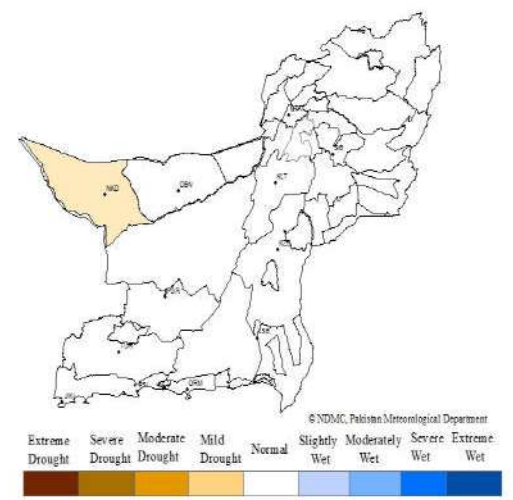 NKD
DBN
KLT
ORM
© NDMC, Pakistan Meteorological Department
Extreme Drought
Severe Drought
Moderate Drought
Mild Drought
Normal
Slightly Wet
Moderately Wet
Severe Wet
Extreme Wet